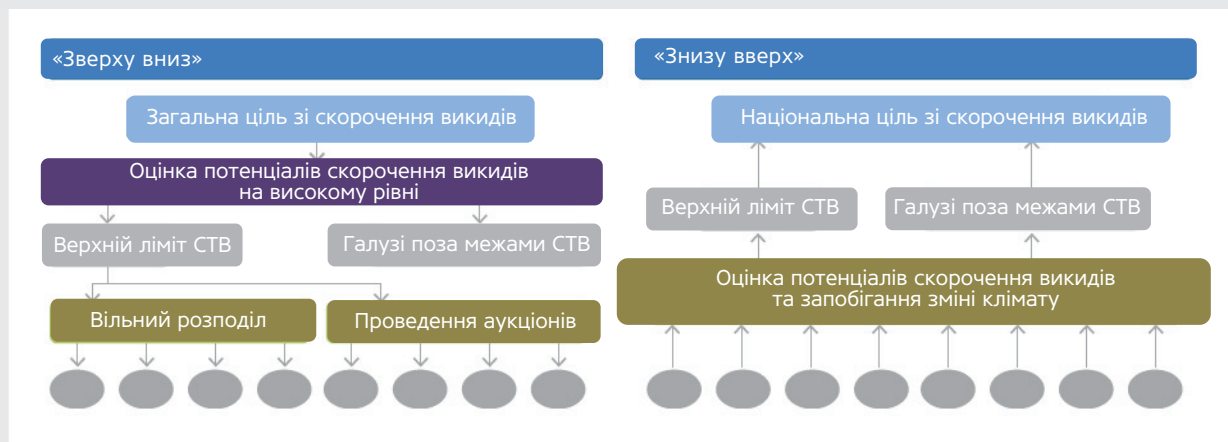 «Зверху вниз»
Загальна ціль зі скорочення викидів
Оцінка потенціалів скорочення викидів
на високому рівні
Верхній ліміт СТВ
Галузі поза межами СТВ
Вільний розподіл
Проведення аукціонів
«Знизу вверх»
Національна ціль зі скорочення викидів
Верхній ліміт СТВ
Галузі поза межами СТВ
Оцінка потенціалів скорочення викидів
та запобігання зміні клімату